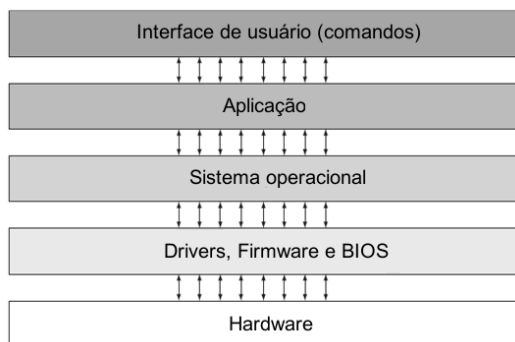 Interface de usuário (comandos)
Aplicação
Sistema operacional
Drivers, Firmware e BIOS
Hardware